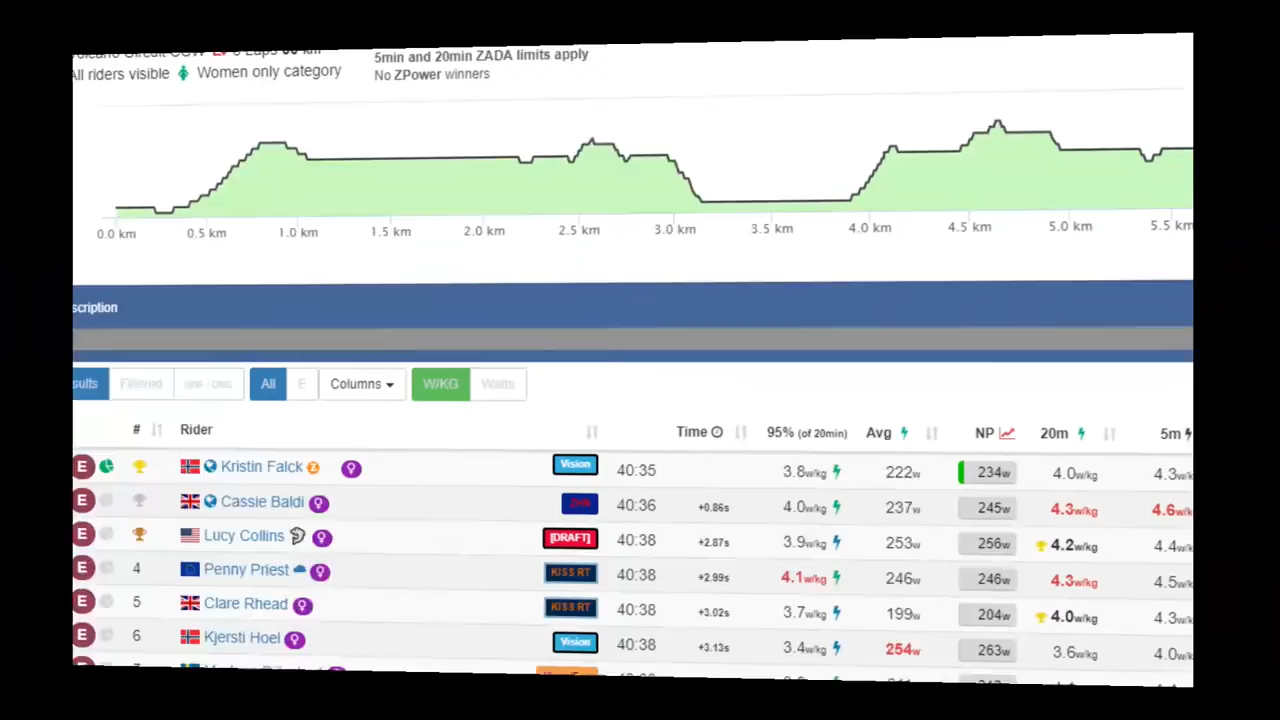 5min and 20min ZADA limits apply
All riders visible Women only category
No ZPower winners
0.0 km 0.5 km 1.0 km 1.5 km 2.0 km 2.5 km 3.0 km 3.5 km 4.0 km 4.5 km 5.0 km 5.5 km
scription
sults Filtered All E Columns W/KG Watts
# Rider Time 95% (of 20min) Avg NP 20m 5m
E Kristin Falck Z Vision 40:35 3.8w/kg 222w 234w 4.0w/kg 4.3w/k
E Cassie Baldi 40:36 +0.86s 4.0w/kg 237w 245w 4.3w/kg 4.6w/
E Lucy Collins [DRAFT] 40:38 +2.87s 3.9w/kg 253w 256w 4.2w/kg 4.4w/
E 4 Penny Priest KISS RT 40:38 +2.99s 4.1w/kg 246w 246w 4.3w/kg 4.5w/
E 5 Clare Rhead KISS RT 40:38 +3.02s 3.7w/kg 199w 204w 4.0w/kg 4.3w/
E 6 Kjersti Hoel Vision 40:38 +3.13s 3.4w/kg 254w 263w 3.6w/kg 4.0w/k